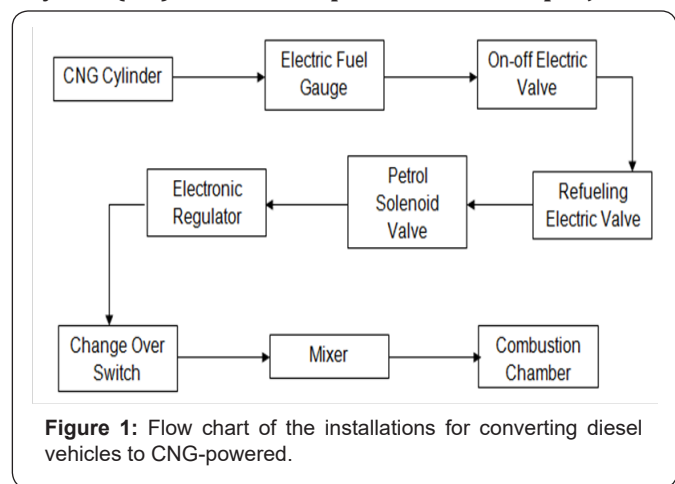 CNG Cylinder
Electric Fuel
Gauge
On-off Electric
Valve
Electronic
Regulator
Petrol
Solenoid
Valve
Refueling
Electric Valve
Change Over
Switch
Mixer
Combustion
Chamber
Figure 1: Flow chart of the installations for converting diesel
vehicles to CNG-powered.